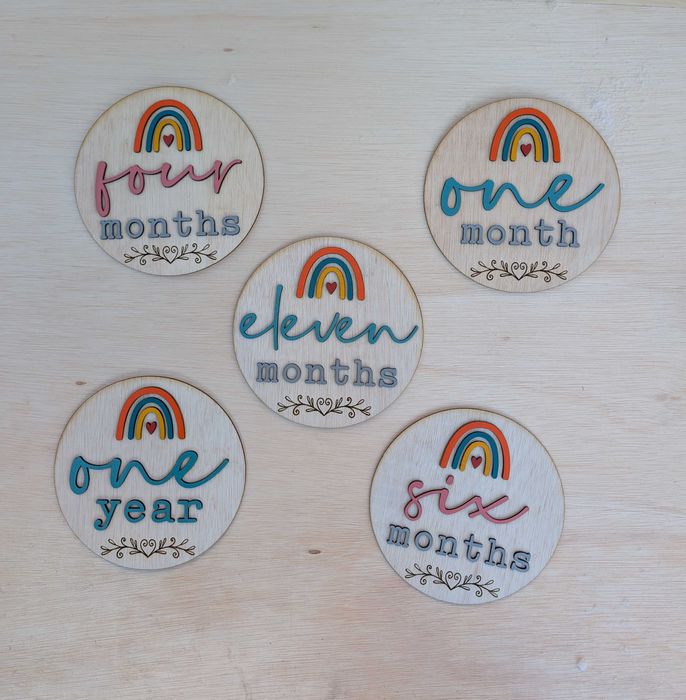 four
months
one
month
eleven
months
one
year
six
months